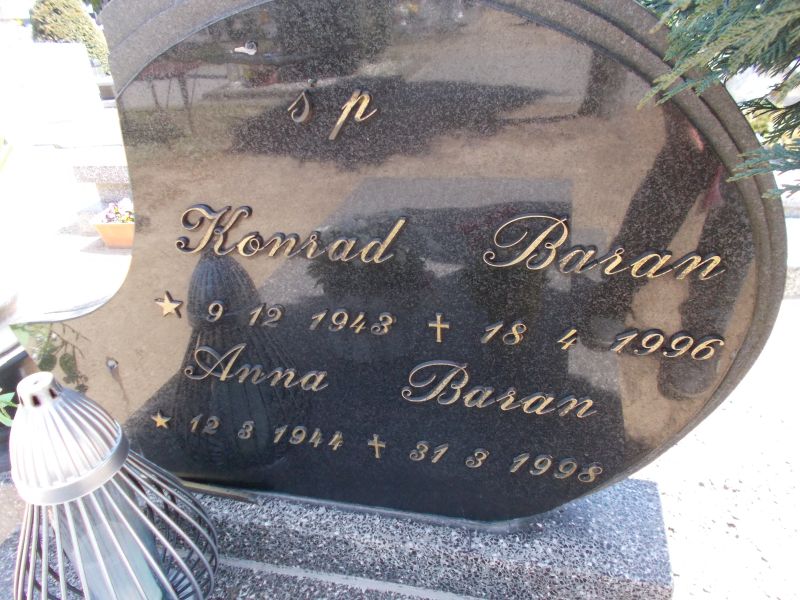 ś p
Konrad Baran
9 12 1943 18 4 1996
Anna Baran
12 3 1944 31 3 1998